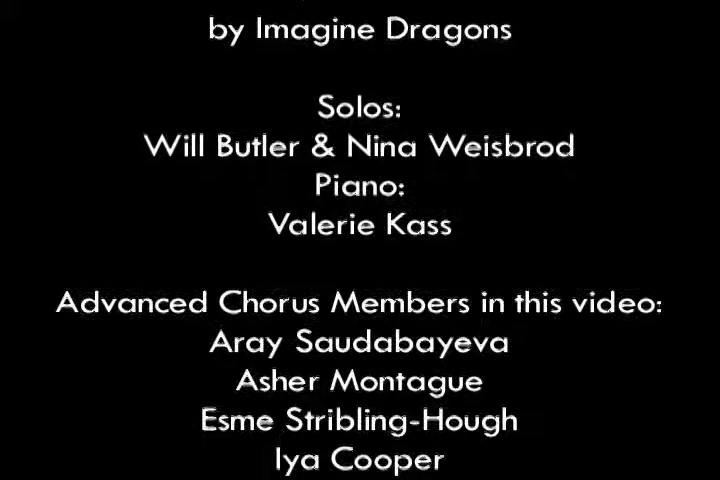 by Imagine Dragons
Solos:
Will Butler & Nina Weisbrod
Piano:
Valerie Kass
Advanced Chorus Members in this video:
Aray Saudabayeva
Asher Montague
Esme Stribling-Hough
Iya Cooper